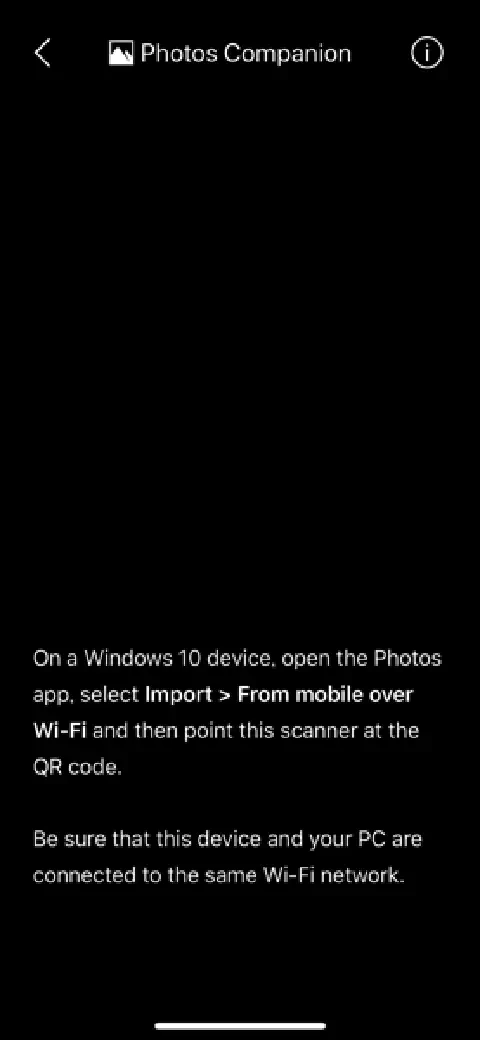 Photos Companion
On a Windows 10 device, open the Photos
app, select Import > From mobile over
Wi-Fi and then point this scanner at the
QR code.
Be sure that this device and your PC are
connected to the same Wi-Fi network.